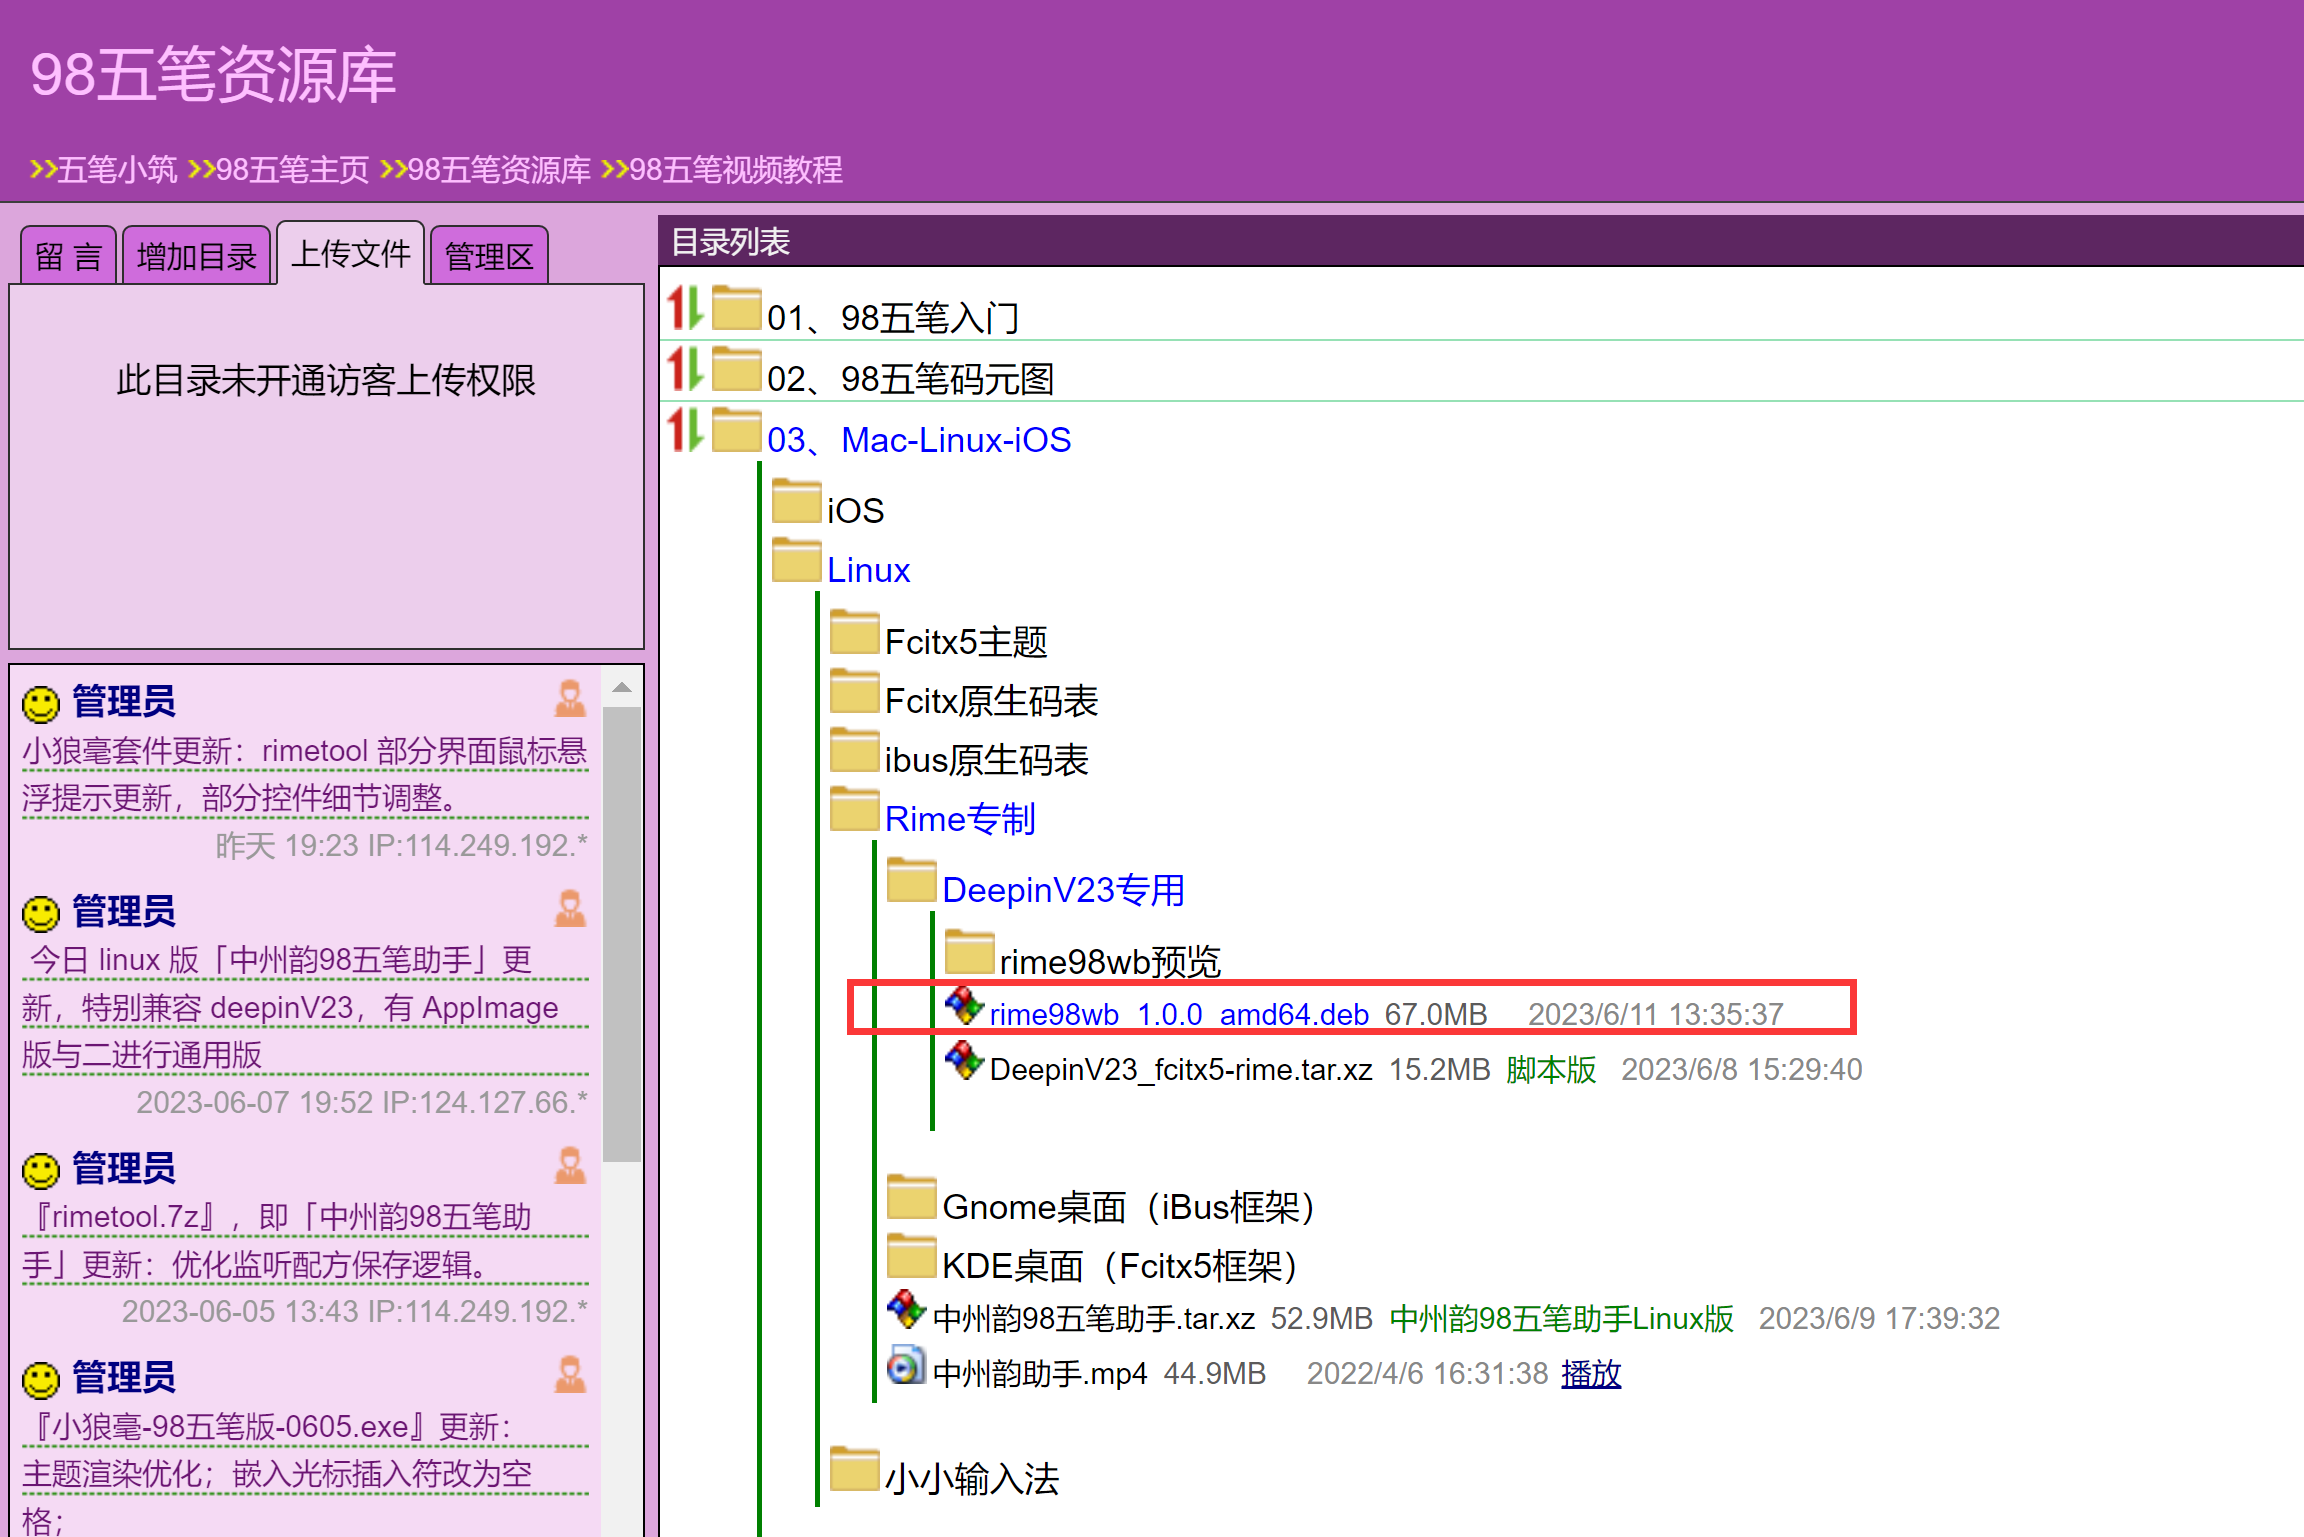 98五笔资源库
>>五笔小筑 >>98五笔主页 >>98五笔资源库 >>98五笔视频教程
留 言
增加目录
上传文件
管理区
此目录未开通访客上传权限
管理员
小狼毫套件更新：rimetool 部分界面鼠标悬
浮提示更新，部分控件细节调整。
昨天 19:23 IP:114.249.192.*
管理员
今日 linux 版「中州韵98五笔助手」更
新，特别兼容 deepinV23，有 AppImage
版与二进行通用版
2023-06-07 19:52 IP:124.127.66.*
管理员
『rimetool.7z』，即「中州韵98五笔助
手」更新：优化监听配方保存逻辑。
2023-06-05 13:43 IP:114.249.192.*
管理员
『小狼毫-98五笔版-0605.exe』更新：
主题渲染优化；嵌入光标插入符改为空
格；
目录列表
01、98五笔入门
02、98五笔码元图
03、Mac-Linux-iOS
iOS
Linux
Fcitx5主题
Fcitx原生码表
ibus原生码表
Rime专制
DeepinV23专用
rime98wb预览
rime98wb_1.0.0_amd64.deb 67.0MB 2023/6/11 13:35:37
DeepinV23_fcitx5-rime.tar.xz 15.2MB 脚本版 2023/6/8 15:29:40
Gnome桌面（iBus框架）
KDE桌面（Fcitx5框架）
中州韵98五笔助手.tar.xz 52.9MB 中州韵98五笔助手Linux版 2023/6/9 17:39:32
中州韵助手.mp4 44.9MB 2022/4/6 16:31:38 播放
小小输入法